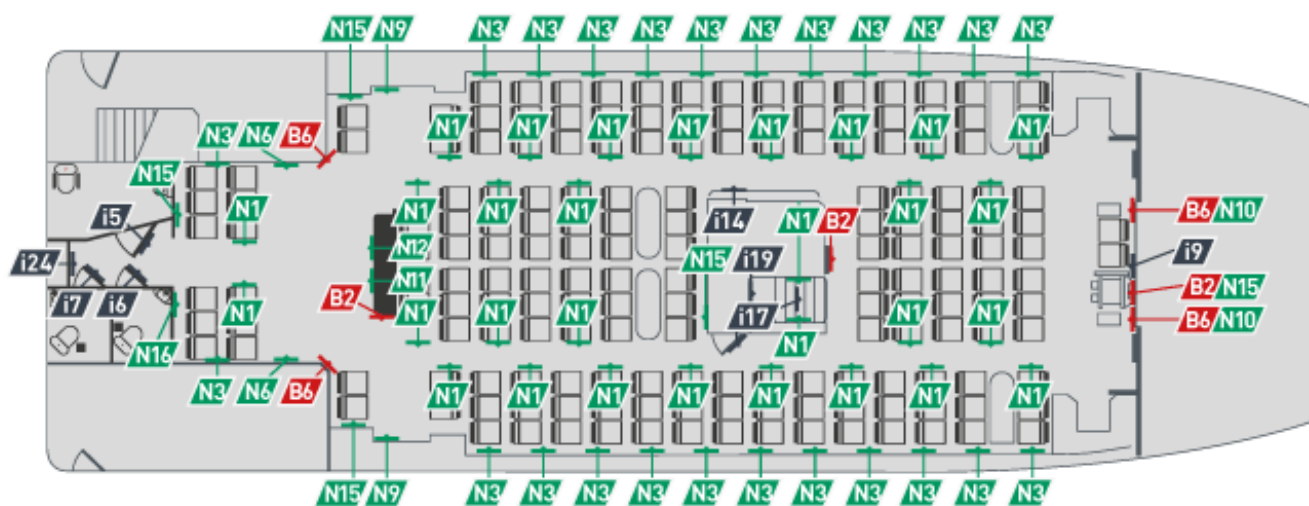 N15 N9 N3 N3 N3 N3 N3 N3 N3 N3 N3 N3 N3
N3 N6 B6 N1 N1 N1 N1 N1 N1 N1 N1
N15
i5 N1 N1 N1 N1 i14 N1 B2 N1 N1 B6 N10
i24 N12 N15 i19 i9
N11 B2 N15
i7 i6 N1 B2 N1 N1 N1 i17 N1 N1 B6 N10
N16 N1
N3 N6 B6 N1 N1 N1 N1 N1 N1 N1 N1
N15 N9 N3 N3 N3 N3 N3 N3 N3 N3 N3 N3 N3